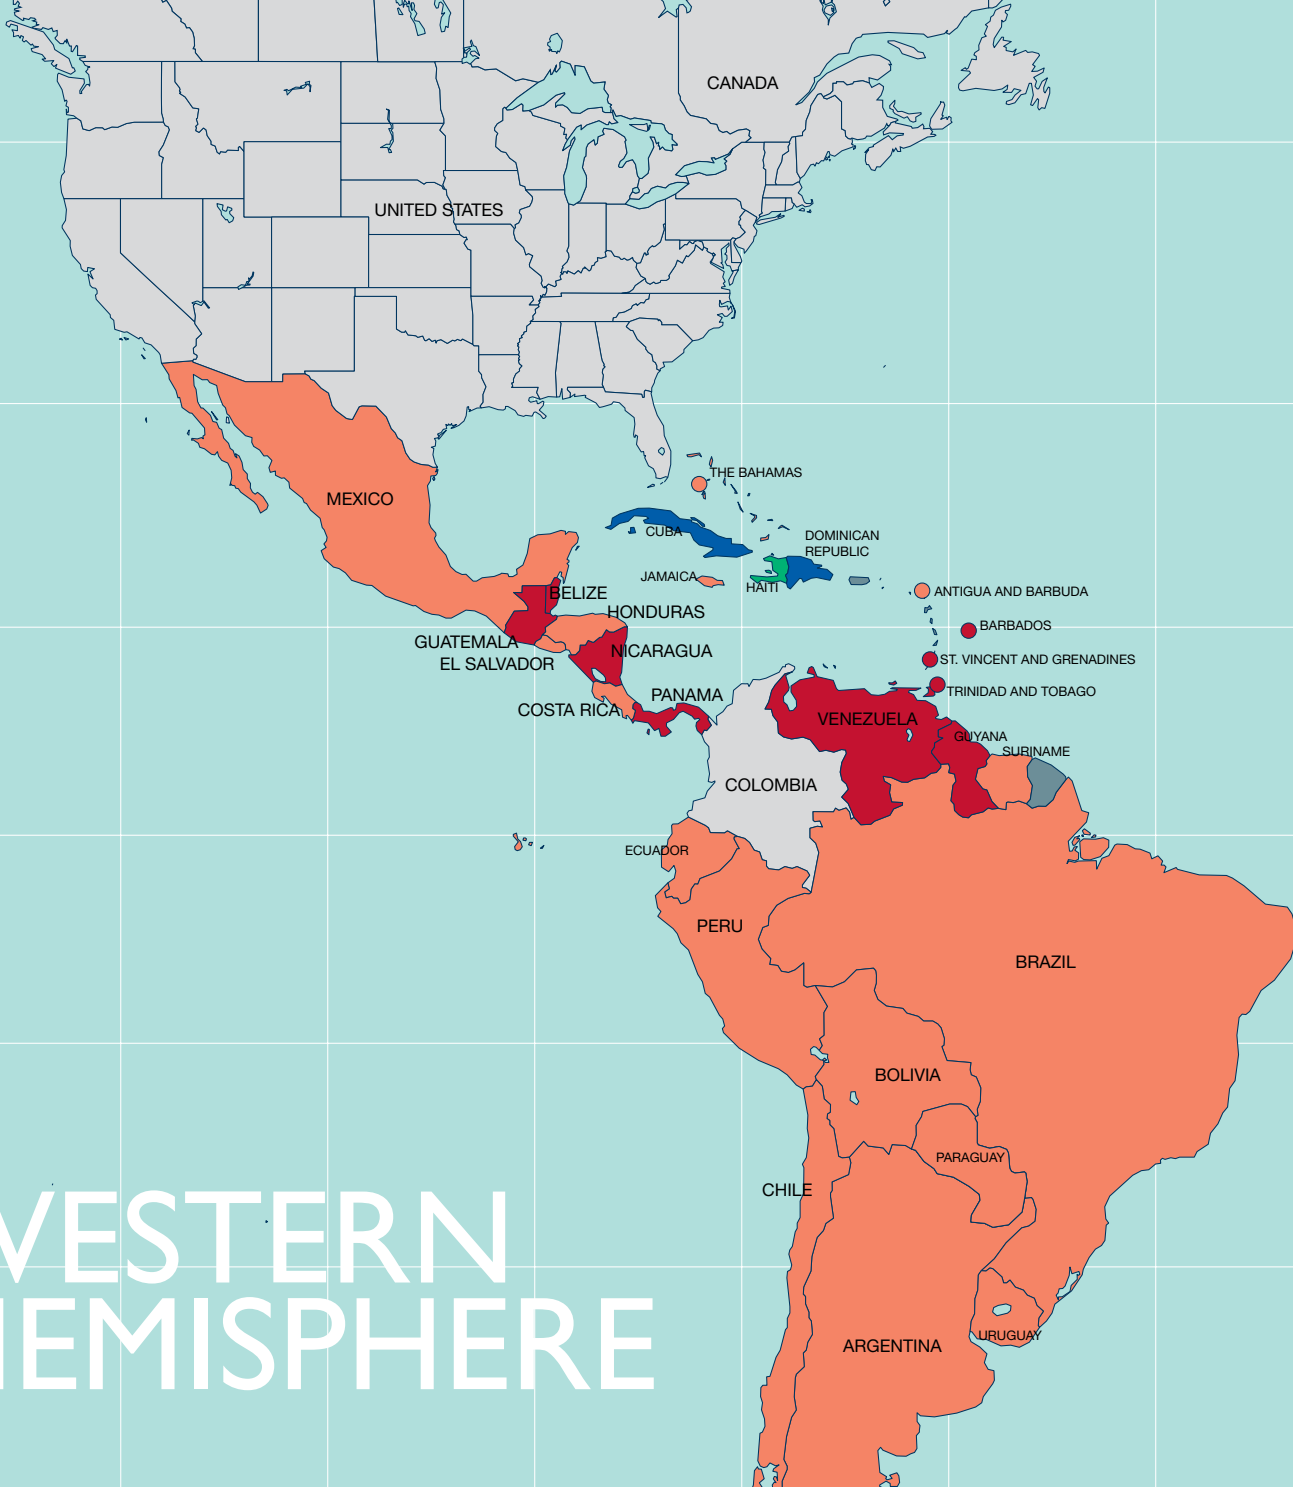 CANADA
UNITED STATES
THE BAHAMAS
MEXICO
CUBA
DOMINICAN
REPUBLIC
JAMAICA
HAITI
BELIZE
ANTIGUA AND BARBUDA
HONDURAS
BARBADOS
GUATEMALA
NICARAGUA
EL SALVADOR
ST. VINCENT AND GRENADINES
PANAMA
TRINIDAD AND TOBAGO
COSTA RICA
VENEZUELA
GUYANA
SURINAME
COLOMBIA
ECUADOR
PERU
BRAZIL
BOLIVIA
PARAGUAY
CHILE
WESTERN
HEMISPHERE
URUGUAY
ARGENTINA